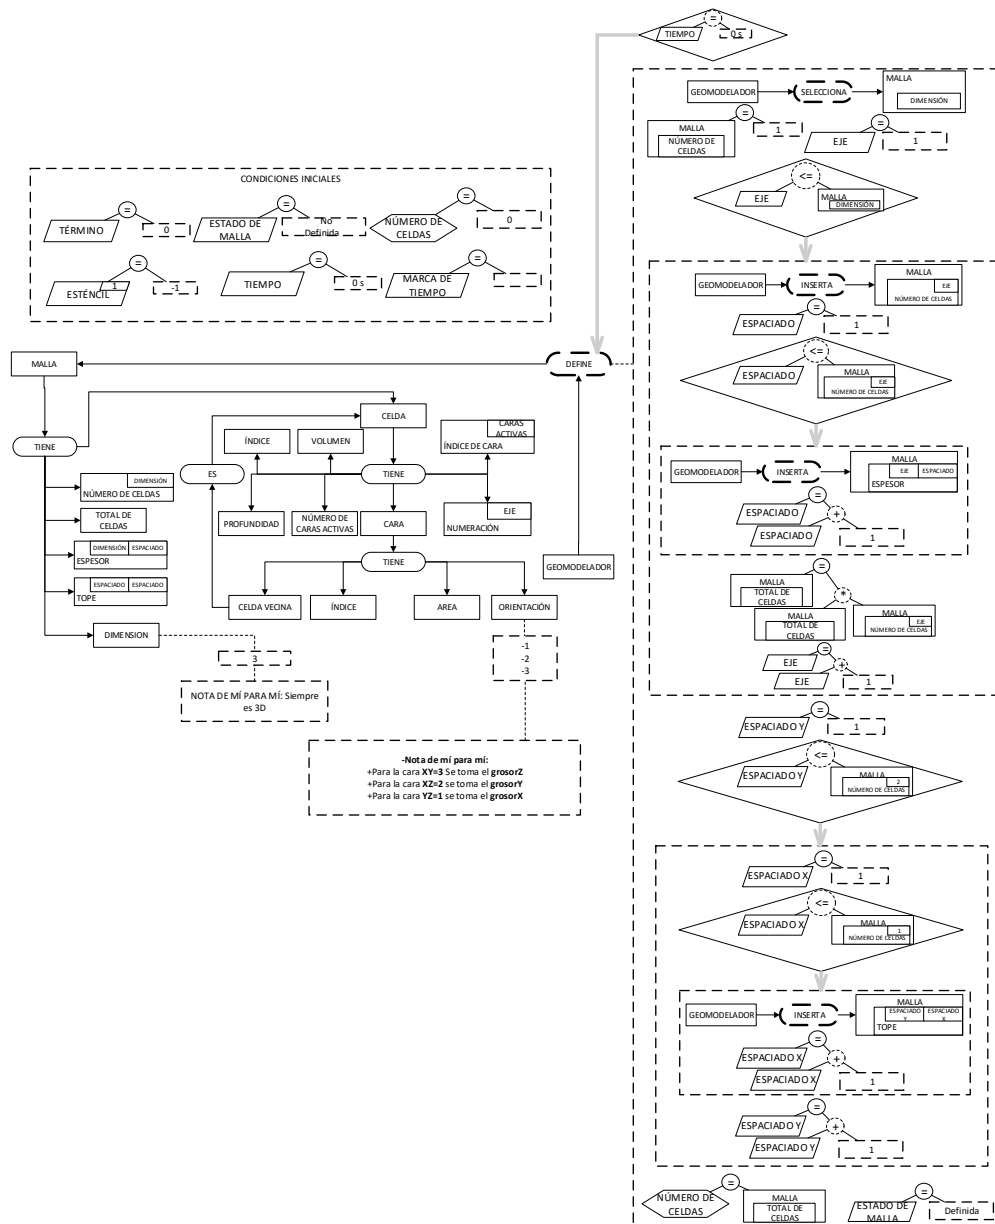 =
TIEMPO
0 s
GEOMODELADOR
SELECCIONA
MALLA
DIMENSIÓN
=
MALLA
NÚMERO DE
CELDAS
1
=
EJE
1
<=
EJE
MALLA
DIMENSIÓN
CONDICIONES INICIALES
=
TÉRMINO
0
=
ESTADO DE
MALLA
No
Definida
=
NÚMERO DE
CELDAS
0
=
1
ESTÉNCIL
-1
=
TIEMPO
0 s
=
MARCA DE
TIEMPO
-
GEOMODELADOR
INSERTA
MALLA
EJE
NÚMERO DE CELDAS
=
ESPACIADO
1
<=
ESPACIADO
MALLA
EJE
NÚMERO DE CELDAS
GEOMODELADOR
INSERTA
MALLA
EJE
ESPACIADO
ESPESOR
=
ESPACIADO
+
ESPACIADO
1
=
MALLA
TOTAL DE
CELDAS
*
MALLA
TOTAL DE
CELDAS
MALLA
EJE
NÚMERO DE CELDAS
=
EJE
+
EJE
1
MALLA
DEFINE
TIENE
CELDA
ÍNDICE
VOLUMEN
CARAS
ACTIVAS
ÍNDICE DE CARA
ES
TIENE
DIMENSIÓN
NÚMERO DE CELDAS
PROFUNDIDAD
NÚMERO DE
CARAS ACTIVAS
CARA
EJE
NUMERACIÓN
TOTAL DE
CELDAS
DIMENSIÓN
ESPACIADO
ESPESOR
TIENE
GEOMODELADOR
ESPACIADO
ESPACIADO
TOPE
CELDA VECINA
ÍNDICE
AREA
ORIENTACIÓN
DIMENSION
3
-1
-2
-3
NOTA DE MÍ PARA MÍ: Siempre
es 3D
-Nota de mí para mí:
+Para la cara XY=3 Se toma el grosorZ
+Para la cara XZ=2 Se toma el grosorY
+Para la cara YZ=1 Se toma el grosorX
=
ESPACIADO Y
1
<=
ESPACIADO Y
MALLA
2
NÚMERO DE CELDAS
=
ESPACIADO X
1
<=
ESPACIADO X
MALLA
1
NÚMERO DE CELDAS
GEOMODELADOR
INSERTA
MALLA
ESPACIADO
Y
ESPACIADO
X
TOPE
=
ESPACIADO X
+
ESPACIADO X
1
=
ESPACIADO Y
+
ESPACIADO Y
1
=
NÚMERO DE
CELDAS
MALLA
TOTAL DE
CELDAS
=
ESTADO DE
MALLA
Definida